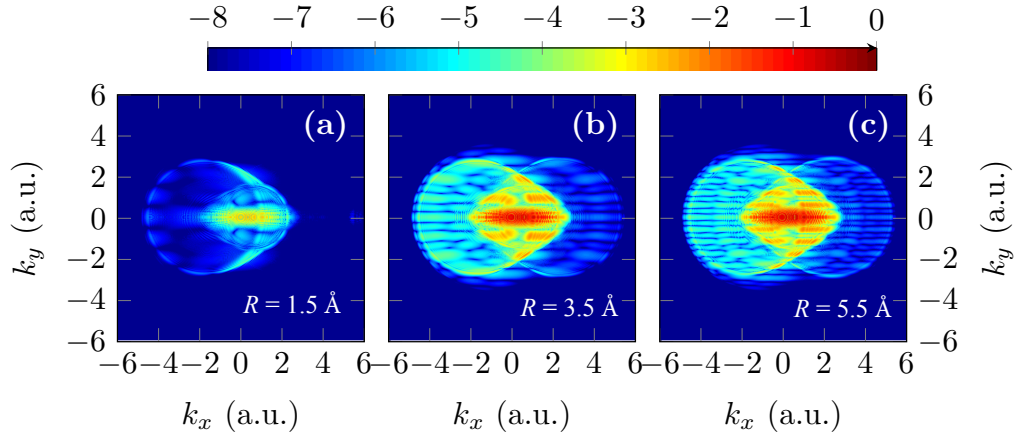 −8 −7 −6 −5 −4 −3 −2 −1 0
6 (a) (b) (c) 6
4 4
2 2
0 0
−2 −2
−4 R = 1.5 Å R = 3.5 Å R = 5.5 Å −4
−6 −6
k_y (a.u.) k_y (a.u.)
−6 −4 −2 0 2 4 6 −4 −2 0 2 4 6 −4 −2 0 2 4 6
k_x (a.u.) k_x (a.u.) k_x (a.u.)